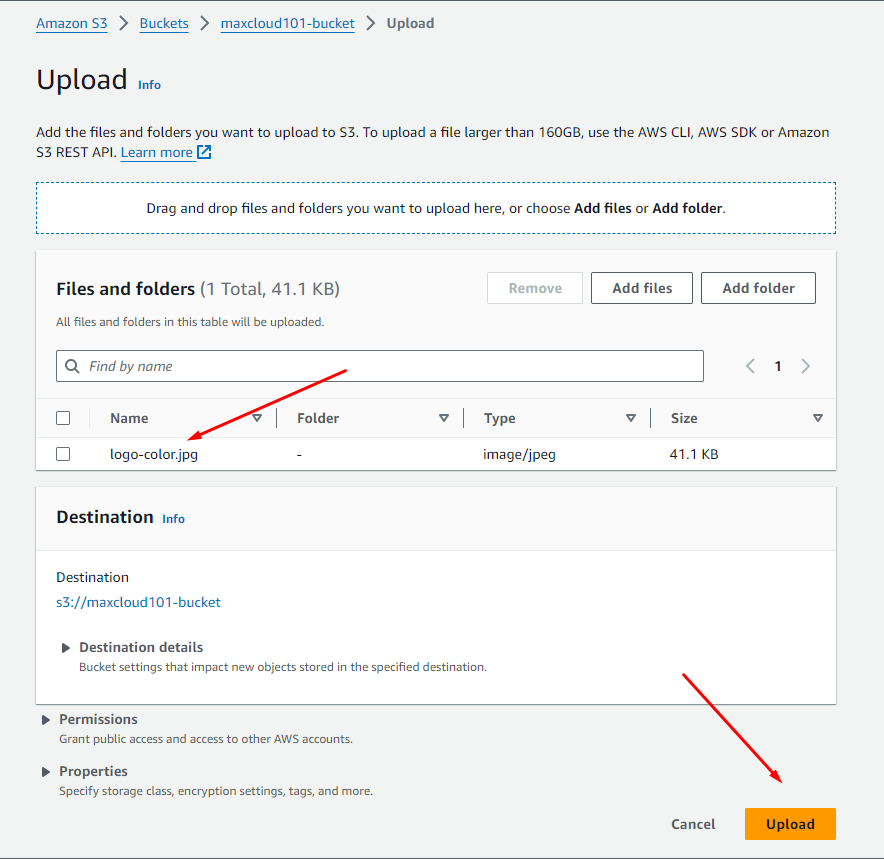 Amazon S3 > Buckets > maxcloud101-bucket > Upload
Upload Info
Add the files and folders you want to upload to S3. To upload a file larger than 160GB, use the AWS CLI, AWS SDK or Amazon
S3 REST API. Learn more
Drag and drop files and folders you want to upload here, or choose Add files or Add folder.
Files and folders (1 Total, 41.1 KB)
Remove
Add files
Add folder
All files and folders in this table will be uploaded.
Find by name
1
Name Folder Type Size
logo-color.jpg - image/jpeg 41.1 KB
Destination Info
Destination
s3://maxcloud101-bucket
Destination details
Bucket settings that impact new objects stored in the specified destination.
Permissions
Grant public access and access to other AWS accounts.
Properties
Specify storage class, encryption settings, tags, and more.
Cancel
Upload